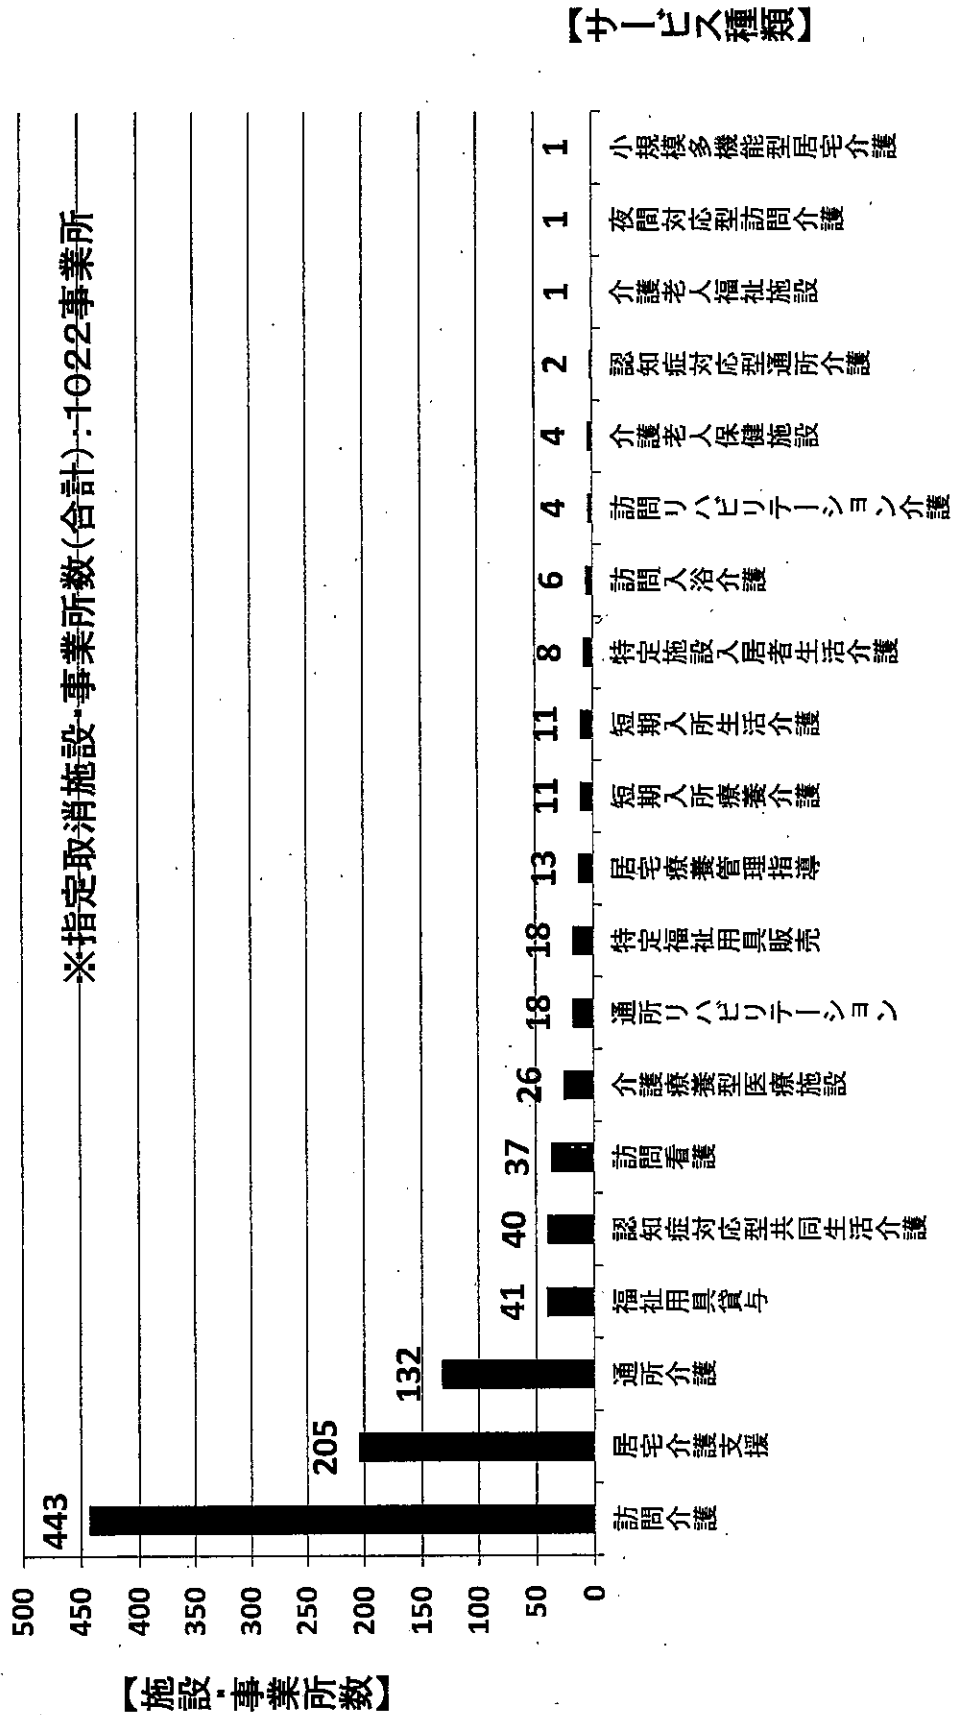 ※指定取消施設・事業所数(合計):1022事業所
【施設・事業所数】
500
450
400
350
300
250
200
150
100
50
0
443
205
132
41
40
37
26
18
18
13
11
11
8
6
4
4
2
1
1
1
訪問介護
居宅介護支援
通所介護
福祉用具貸与
認知症対応型共同生活介護
訪問看護
介護療養型医療施設
通所リハビリテーション
特定福祉用具販売
居宅療養管理指導
短期入所療養介護
短期入所生活介護
特定施設入居者生活介護
訪問入浴介護
訪問リハビリテーション介護
介護老人保健施設
認知症対応型通所介護
介護老人福祉施設
夜間対応型訪問介護
小規模多機能型居宅介護
【サービス種類】